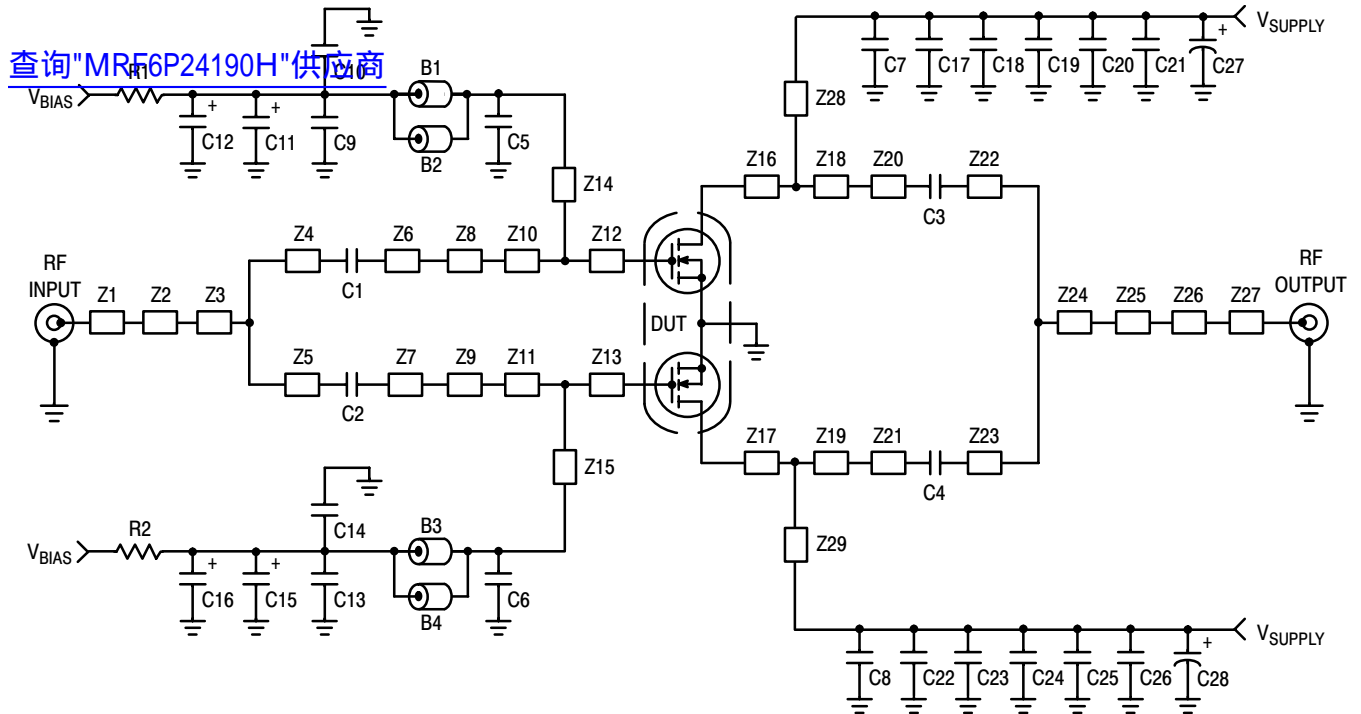 查询"MRF6P24190H"供应商
R1
C10
B1
VBIAS
+
C12
+
C11
C9
B2
C5
Z14
VSUPPLY
C7
C17
C18
C19
C20
C21
+
C27
Z28
Z16
Z18
Z20
C3
Z22
RF
INPUT
Z1
Z2
Z3
Z4
C1
Z6
Z8
Z10
Z12
DUT
Z5
C2
Z7
Z9
Z11
Z13
Z24
Z25
Z26
Z27
RF
OUTPUT
Z17
Z19
Z21
C4
Z23
Z15
Z29
C14
VBIAS
R2
+
C16
+
C15
C13
B3
B4
C6
VSUPPLY
C8
C22
C23
C24
C25
C26
+
C28